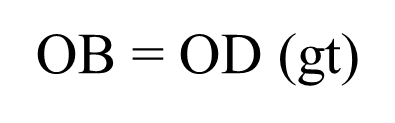 OB = OD (gt)